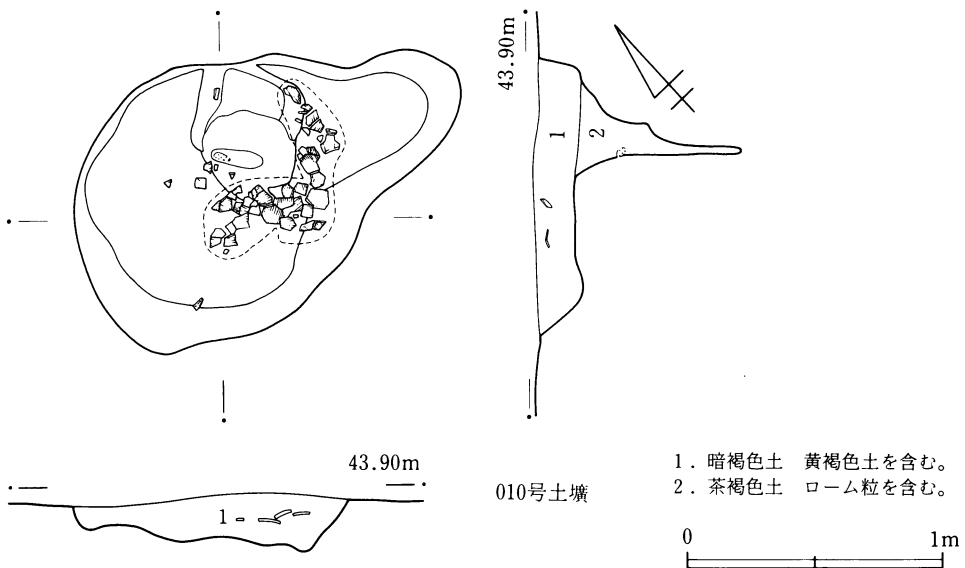 43.90m
1
2
43.90m
1
010号土壙
1．暗褐色土　黄褐色土を含む。
2．茶褐色土　ローム粒を含む。
0 1m